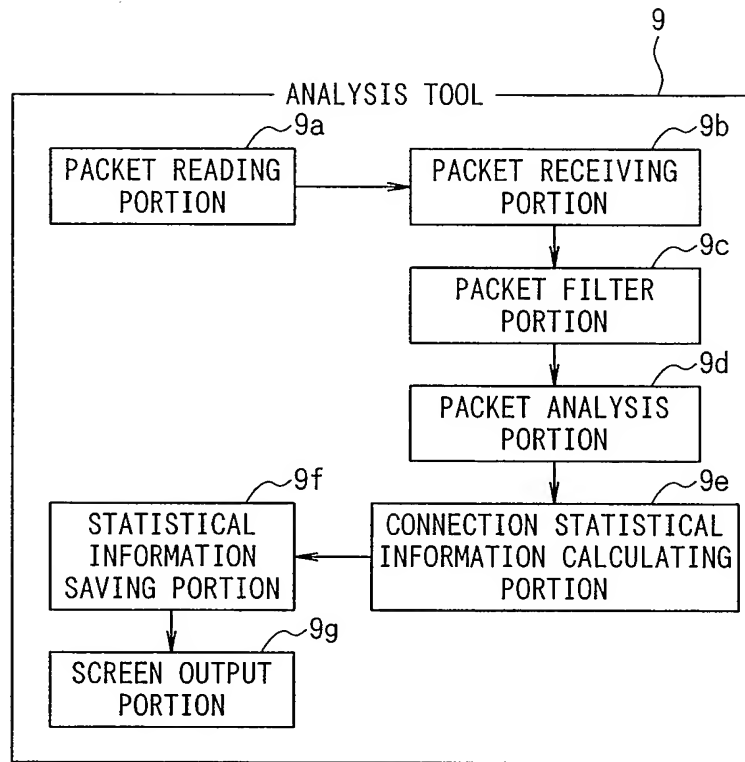 9
ANALYSIS TOOL
9a
PACKET READING
PORTION
9b
PACKET RECEIVING
PORTION
9c
PACKET FILTER
PORTION
9d
PACKET ANALYSIS
PORTION
9e
CONNECTION STATISTICAL
INFORMATION CALCULATING
PORTION
9f
STATISTICAL
INFORMATION
SAVING PORTION
9g
SCREEN OUTPUT
PORTION